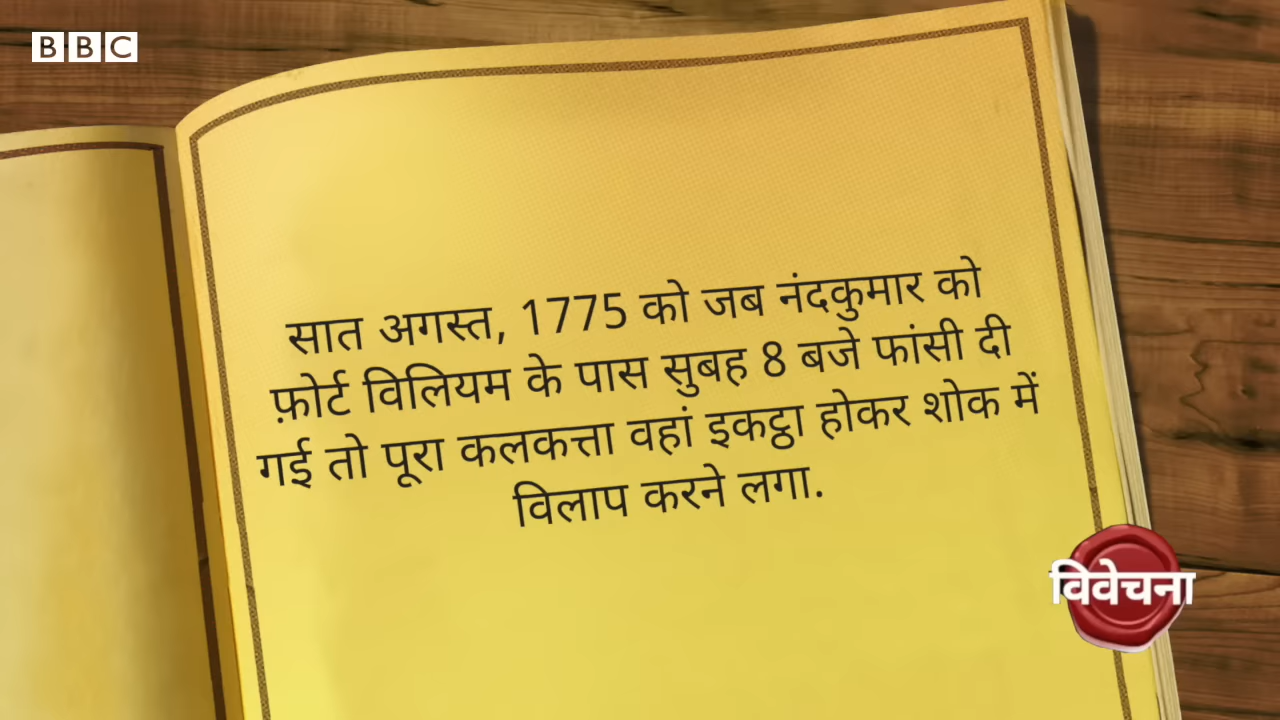 BBC
सात अगस्त, 1775 को जब नंदकुमार को
फ़ोर्ट विलियम के पास सुबह 8 बजे फांसी दी
गई तो पूरा कलकत्ता वहां इकट्ठा होकर शोक में
विलाप करने लगा.
विवेचना